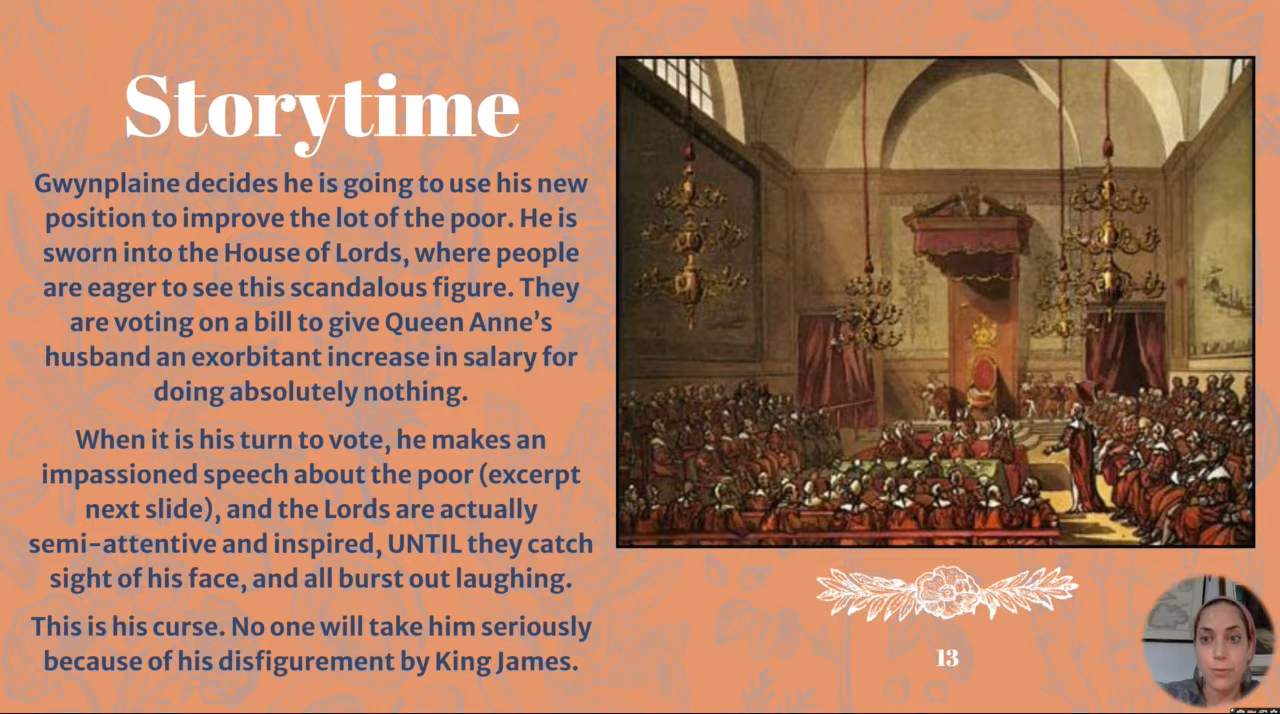 Storytime
Gwynplaine decides he is going to use his new
position to improve the lot of the poor. He is
sworn into the House of Lords, where people
are eager to see this scandalous figure. They
are voting on a bill to give Queen Anne’s
husband an exorbitant increase in salary for
doing absolutely nothing.
When it is his turn to vote, he makes an
impassioned speech about the poor (excerpt
next slide), and the Lords are actually
semi-attentive and inspired, UNTIL they catch
sight of his face, and all burst out laughing.
This is his curse. No one will take him seriously
because of his disfigurement by King James.
13